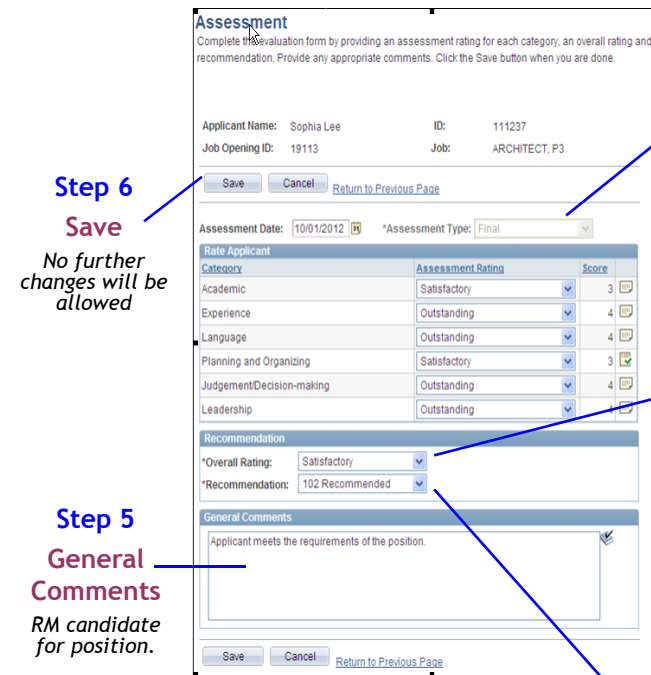 Assessment
Complete the evaluation form by providing an assessment rating for each category, an overall rating and
recommendation. Provide any appropriate comments. Click the Save button when you are done.
Applicant Name: Sophia Lee ID: 111237
Job Opening ID: 19113 Job: ARCHITECT, P3
Save Cancel Return to Previous Page
Step 6
Save
No further
changes will be
allowed
Assessment Date: 10/01/2012 *Assessment Type: Final
Rate Applicant
Category Assessment Rating Score
Academic Satisfactory 3
Experience Outstanding 4
Language Outstanding 4
Planning and Organizing Satisfactory 3
Judgement/Decision-making Outstanding 4
Leadership Outstanding 4
Recommendation
*Overall Rating: Satisfactory
*Recommendation: 102 Recommended
Step 5
General
Comments
RM candidate
for position.
General Comments
Applicant meets the requirements of the position.
Save Cancel Return to Previous Page